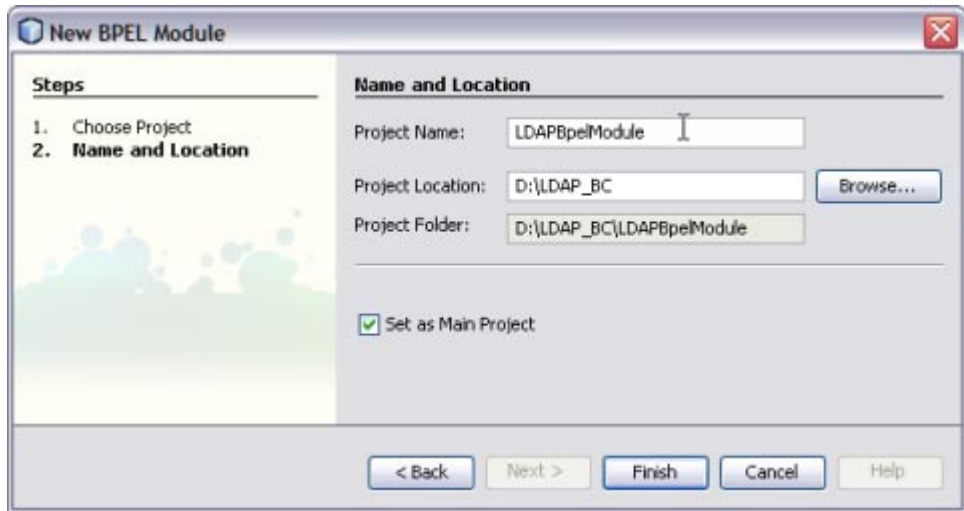 New BPEL Module
Steps
1. Choose Project
2. Name and Location
Name and Location
Project Name: LDAPBpelModule
Project Location: D:\LDAP_BC Browse...
Project Folder: D:\LDAP_BC\LDAPBpelModule
Set as Main Project
< Back Next > Finish Cancel Help